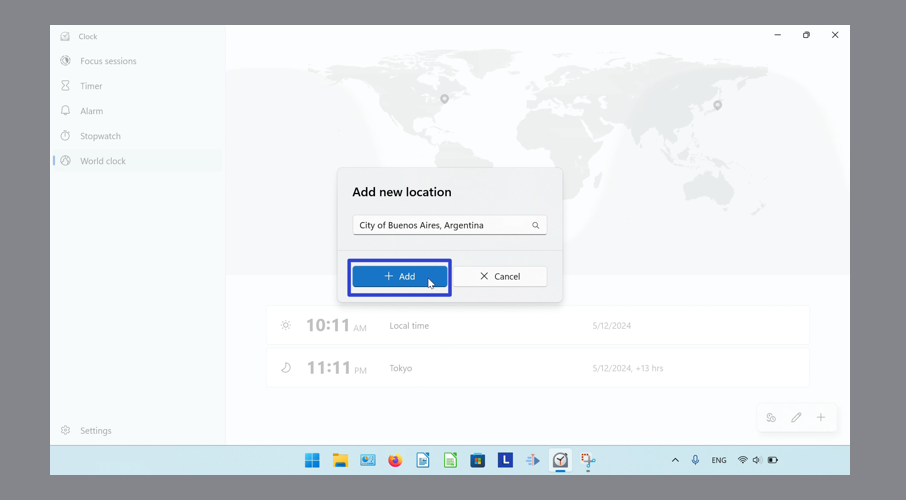 Clock
Focus sessions
Timer
Alarm
Stopwatch
World clock
Add new location
City of Buenos Aires, Argentina
Add
Cancel
10:11 AM Local time 5/12/2024
11:11 PM Tokyo 5/12/2024, +13 hrs
Settings
L ENG